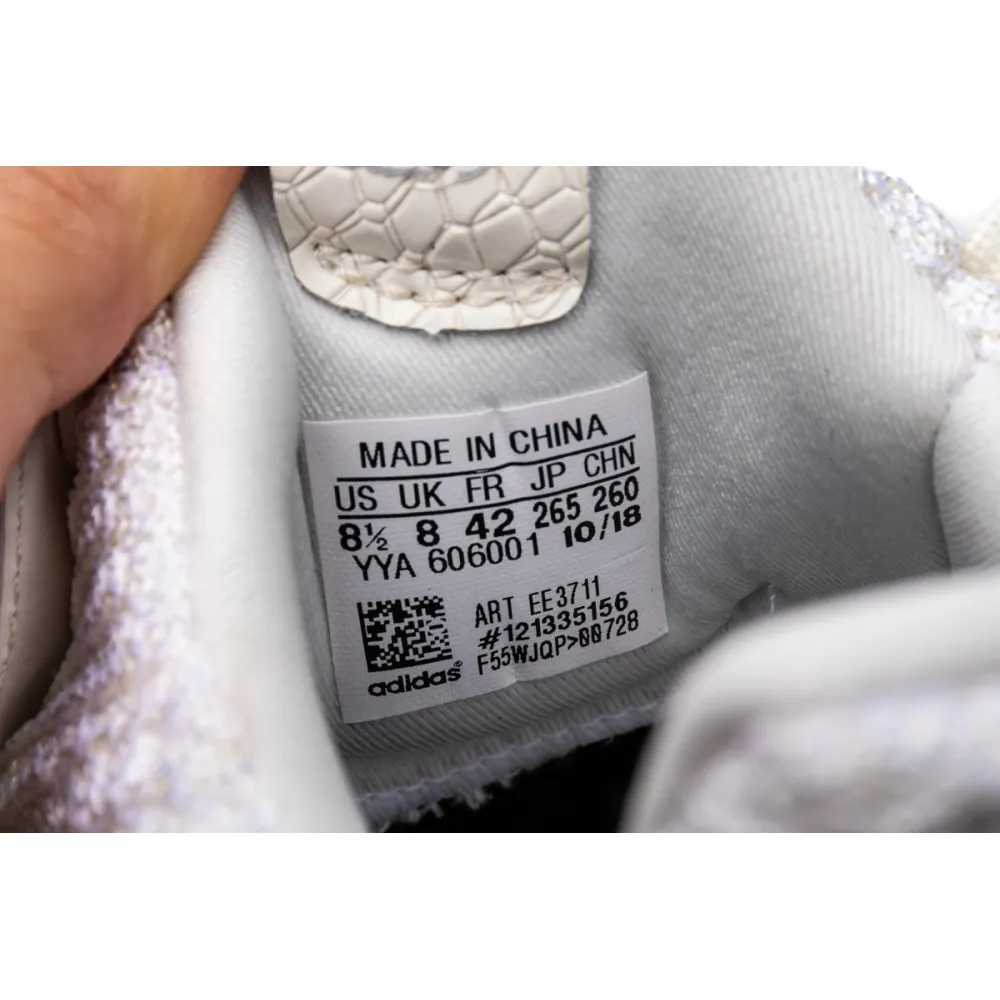 MADE IN CHINA
US UK FR JP CHN
8½ 8 42 265 260
YYA 606001 10/18
ART EE3711
#121335156
F55WJQP>00728
adidas®